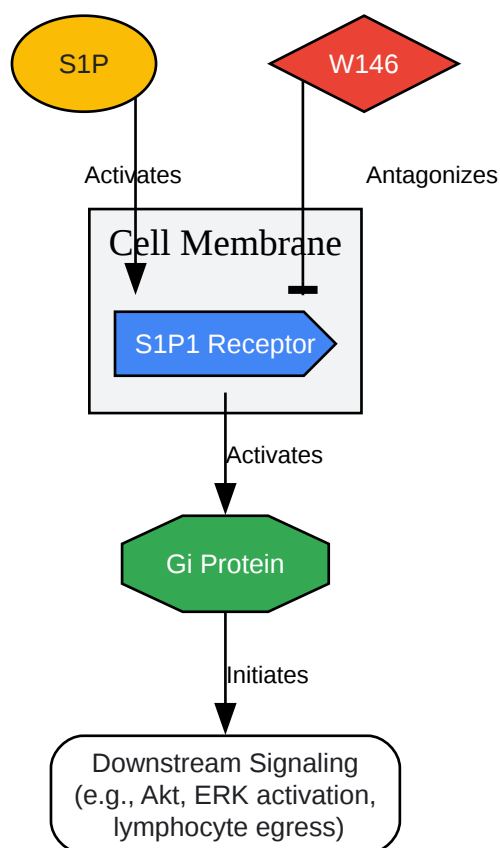 S1P
W146
Activates
Antagonizes
Cell Membrane
S1P1 Receptor
Activates
Gi Protein
Initiates
Downstream Signaling
(e.g., Akt, ERK activation,
lymphocyte egress)